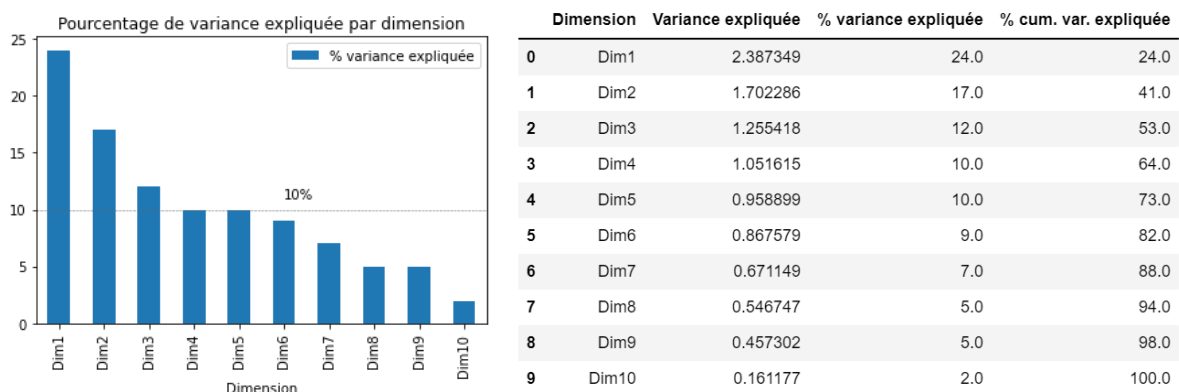 Pourcentage de variance expliquée par dimension
% variance expliquée
25
20
15
10
5
0
10%
Dim1 Dim2 Dim3 Dim4 Dim5 Dim6 Dim7 Dim8 Dim9 Dim10
Dimension
Dimension Variance expliquée % variance expliquée % cum. var. expliquée
0 Dim1 2.387349 24.0 24.0
1 Dim2 1.702286 17.0 41.0
2 Dim3 1.255418 12.0 53.0
3 Dim4 1.051615 10.0 64.0
4 Dim5 0.958899 10.0 73.0
5 Dim6 0.867579 9.0 82.0
6 Dim7 0.671149 7.0 88.0
7 Dim8 0.546747 5.0 94.0
8 Dim9 0.457302 5.0 98.0
9 Dim10 0.161177 2.0 100.0